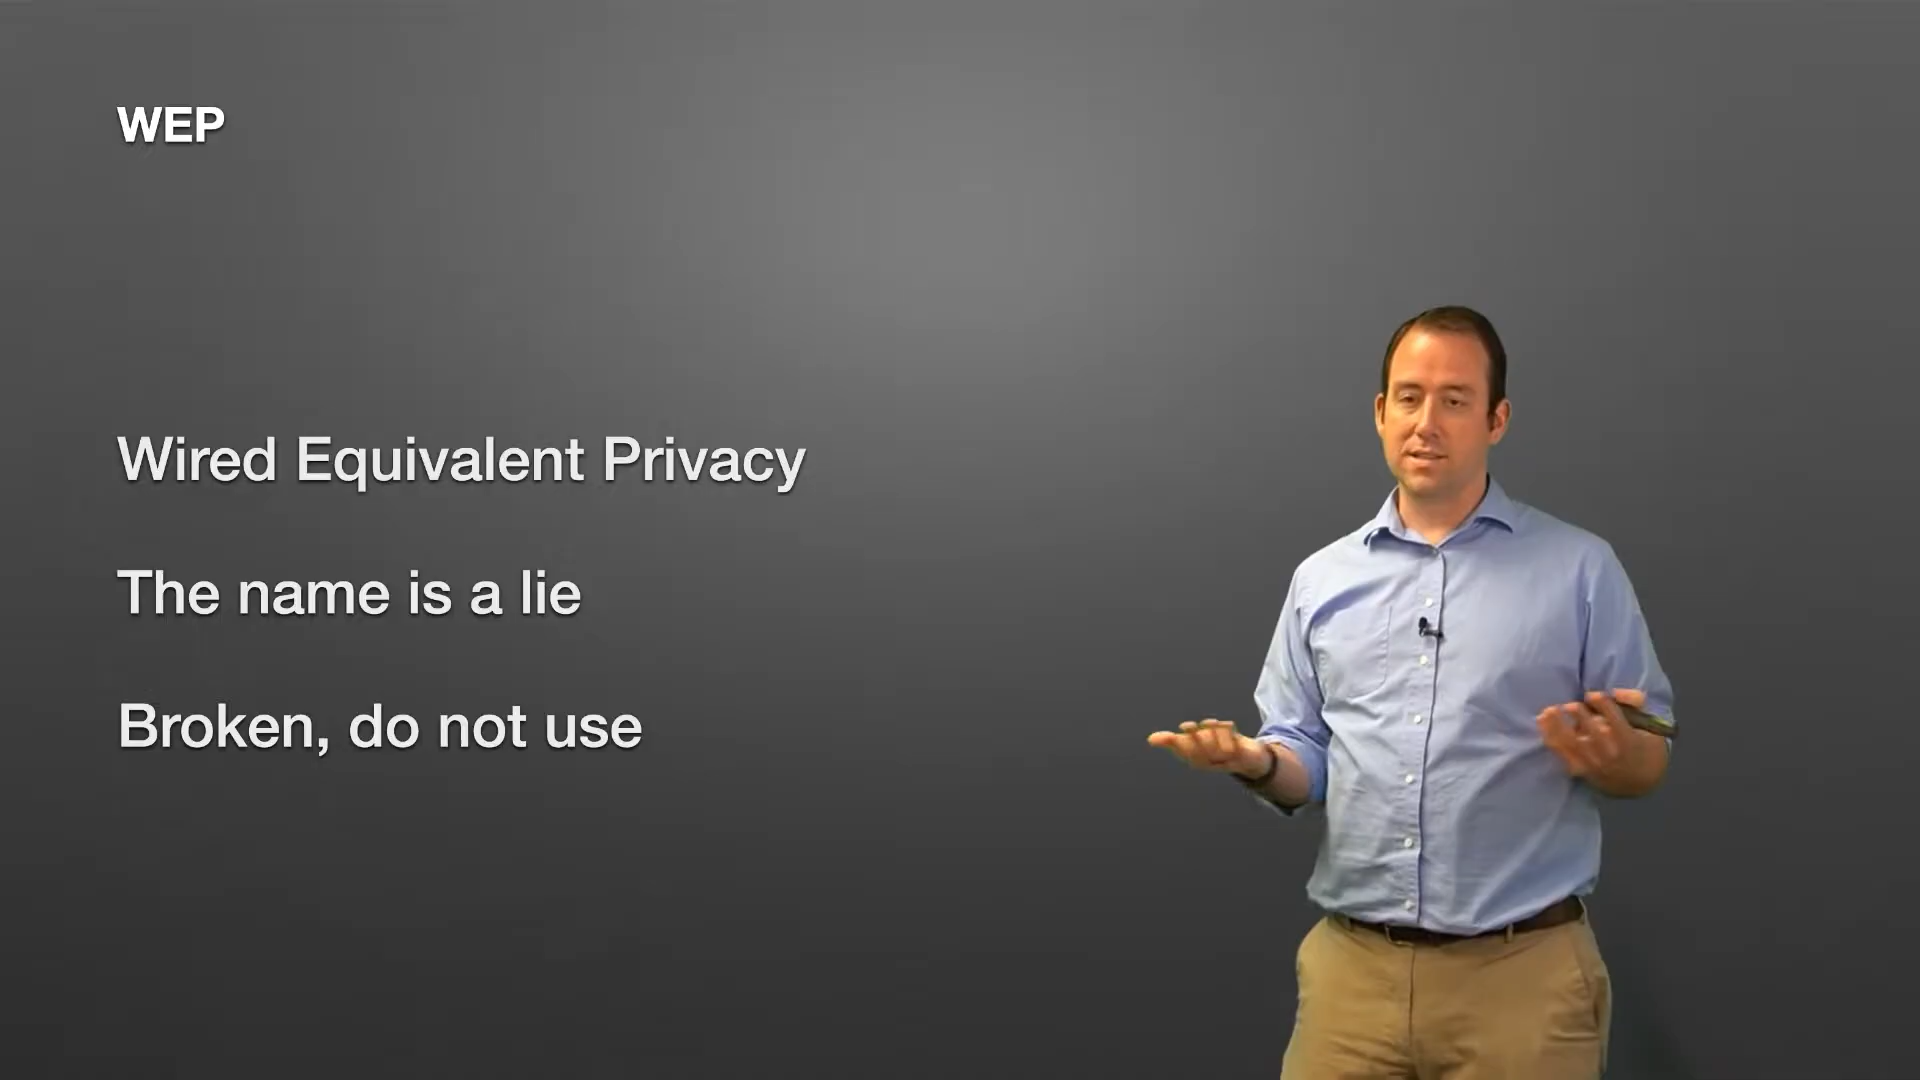 WEP
Wired Equivalent Privacy
The name is a lie
Broken, do not use